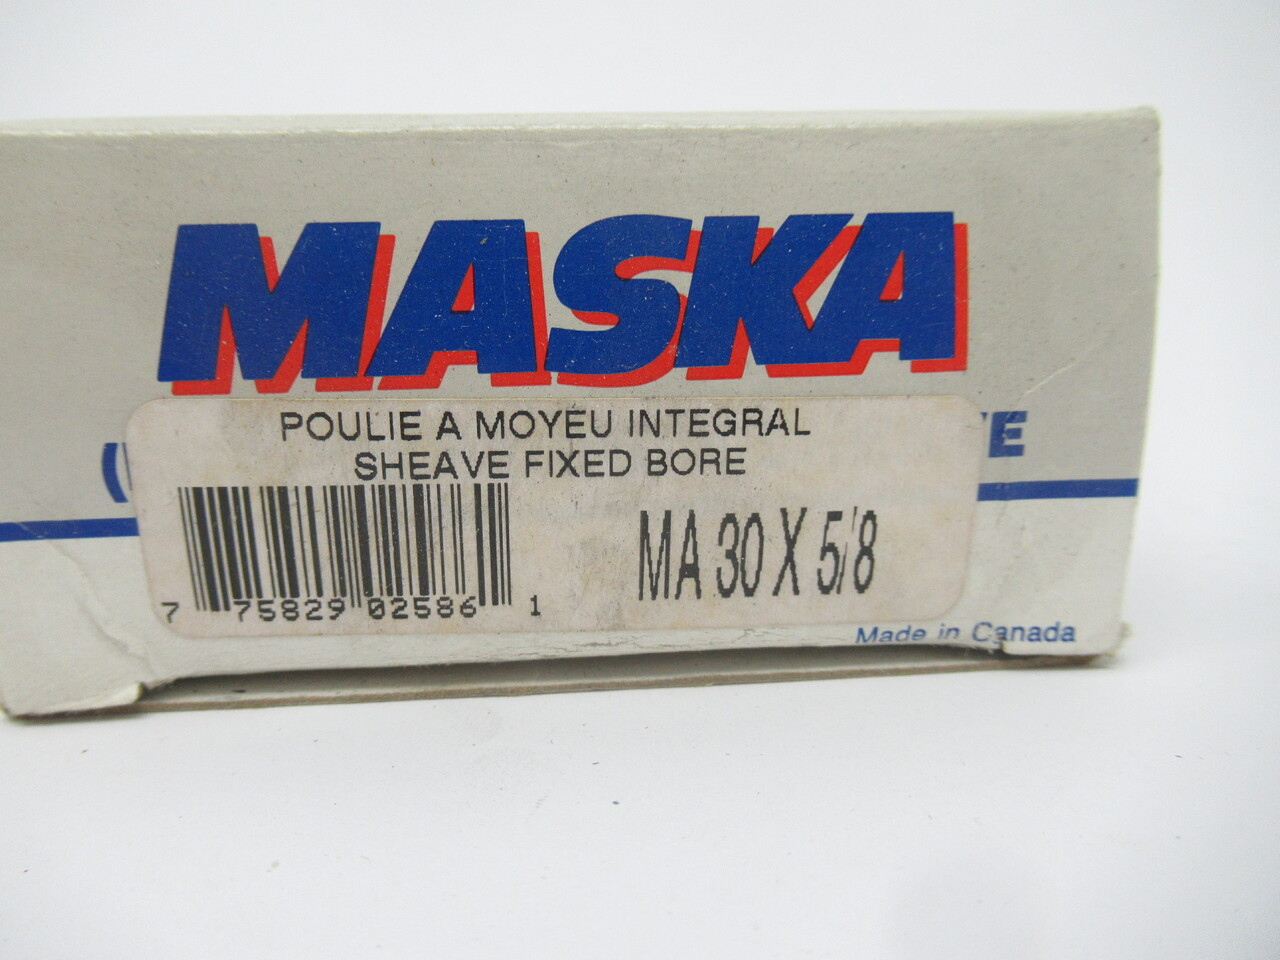 MASKA
POULIE A MOYEU INTEGRAL
SHEAVE FIXED BORE
MA 30 X 5/8
7 75829 02586 1
Made in Canada